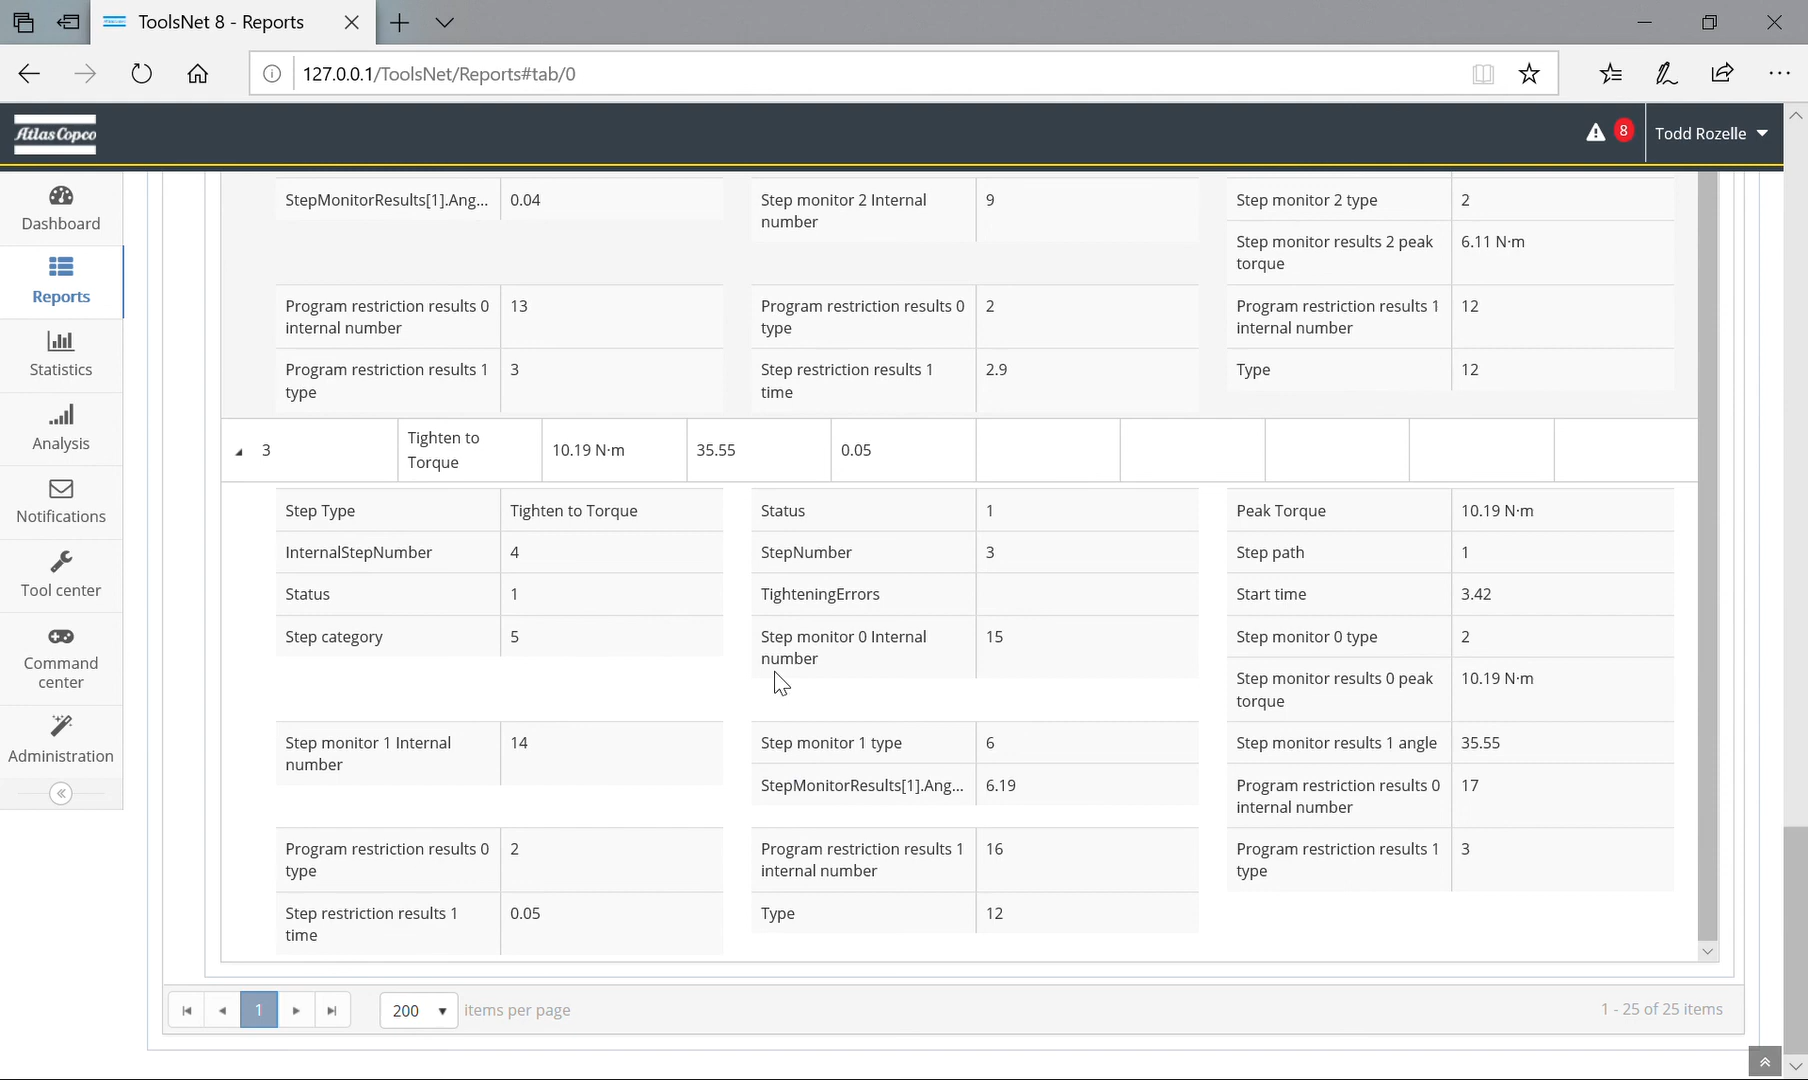 ToolsNet 8 - Reports
127.0.0.1/ToolsNet/Reports#tab/0
Atlas Copco
8
Todd Rozelle
Dashboard
Reports
Statistics
Analysis
Notifications
Tool center
Command
center
Administration
StepMonitorResults[1].Ang... 0.04
Step monitor 2 Internal
number
9
Step monitor 2 type 2
Step monitor results 2 peak
torque
6.11 N·m
Program restriction results 0
internal number
13
Program restriction results 0
type
2
Program restriction results 1
internal number
12
Program restriction results 1
type
3
Step restriction results 1
time
2.9
Type 12
3
Tighten to
Torque
10.19 N·m
35.55
0.05
Step Type Tighten to Torque
Status 1
Peak Torque 10.19 N·m
InternalStepNumber 4
StepNumber 3
Step path 1
Status 1
TighteningErrors
Start time 3.42
Step category 5
Step monitor 0 Internal
number
15
Step monitor 0 type 2
Step monitor results 0 peak
torque
10.19 N·m
Step monitor 1 Internal
number
14
Step monitor 1 type 6
Step monitor results 1 angle 35.55
StepMonitorResults[1].Ang... 6.19
Program restriction results 0
internal number
17
Program restriction results 0
type
2
Program restriction results 1
internal number
16
Program restriction results 1
type
3
Step restriction results 1
time
0.05
Type 12
1
200
items per page
1 - 25 of 25 items